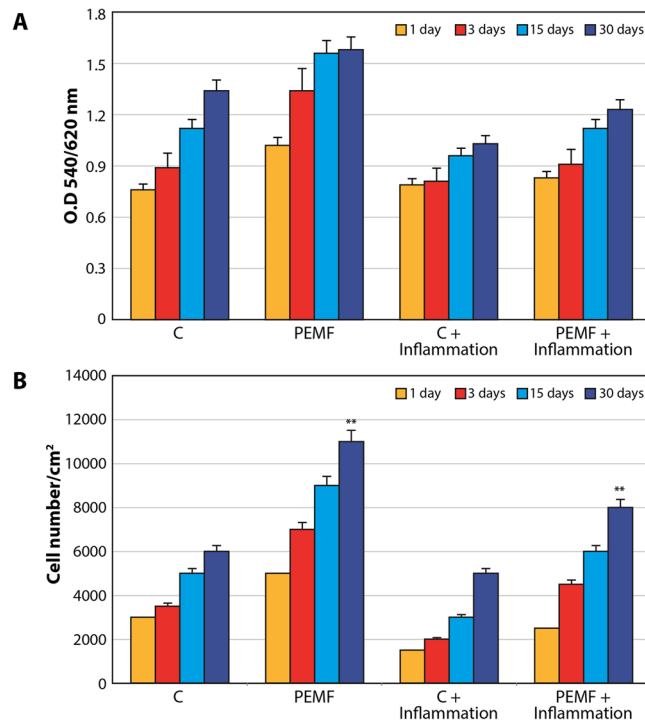 A
1 day 3 days 15 days 30 days
O.D 540/620 nm
1.8
1.5
1.2
0.9
0.6
0.3
0
C PEMF C + Inflammation PEMF + Inflammation
B
1 day 3 days 15 days 30 days
Cell number/cm²
14000
12000
10000
8000
6000
4000
2000
0
**
**
C PEMF C + Inflammation PEMF + Inflammation